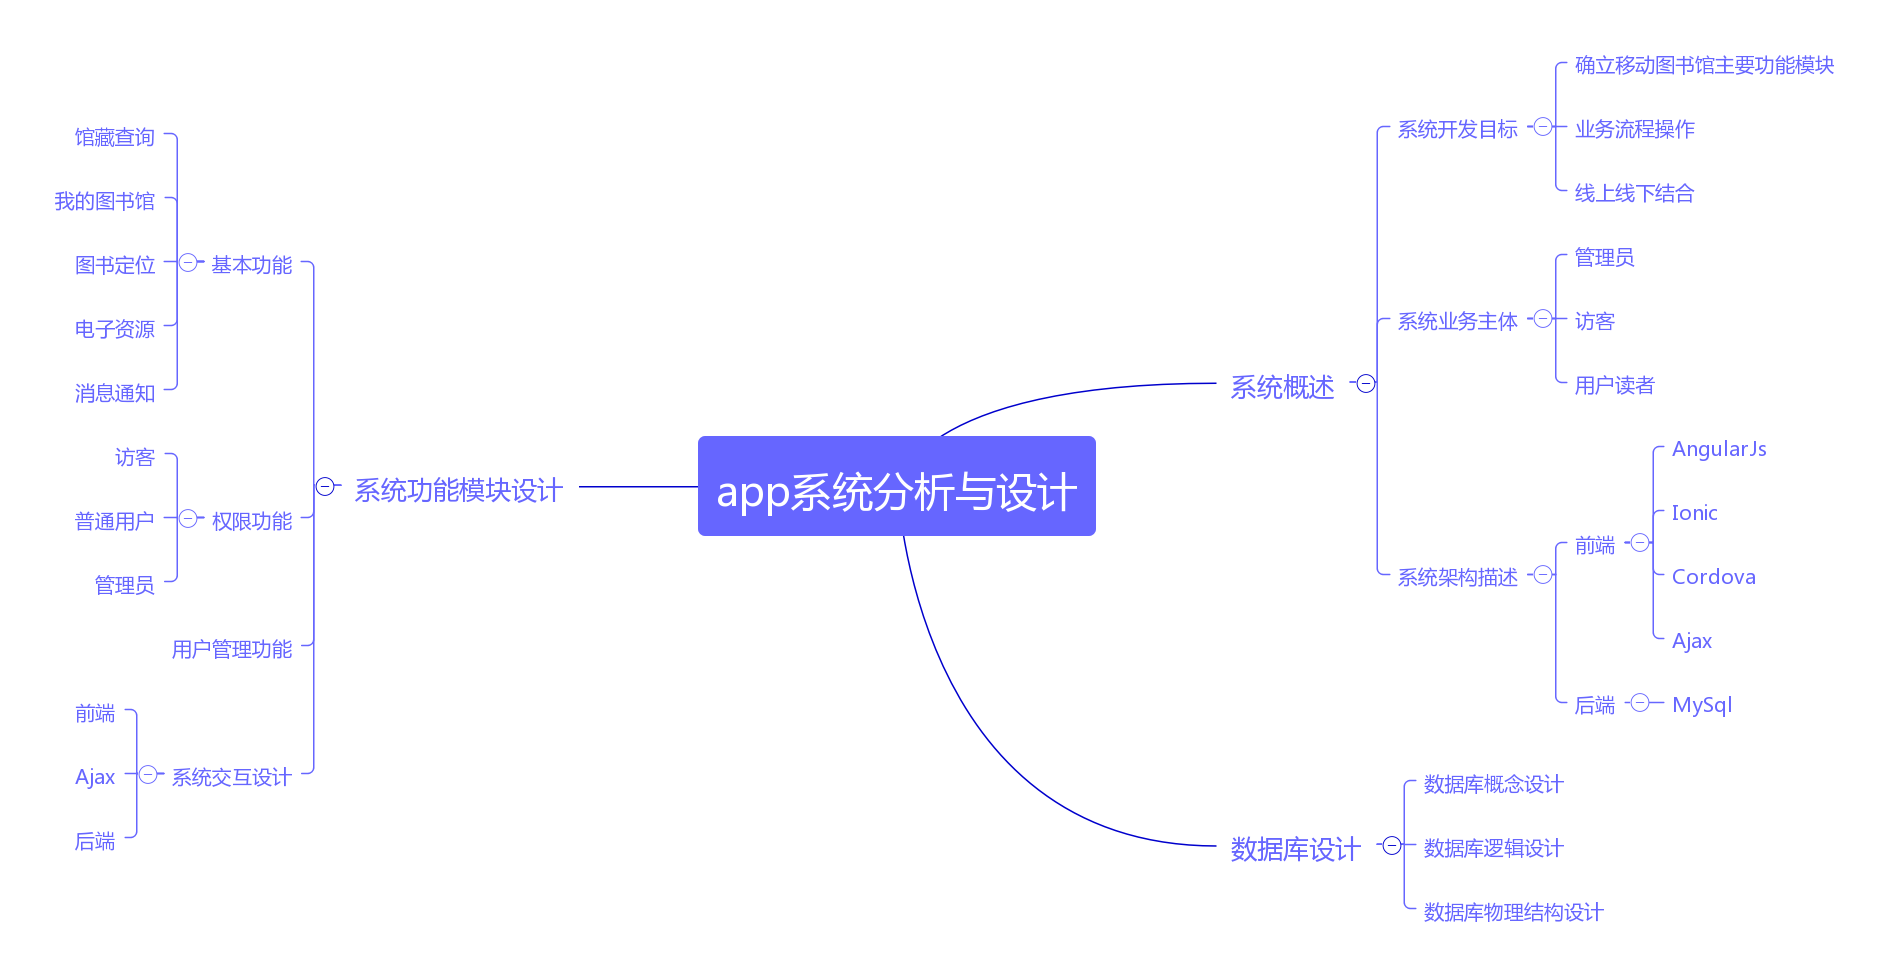 app系统分析与设计
系统概述
系统开发目标
确立移动图书馆主要功能模块
业务流程操作
线上线下结合
系统业务主体
管理员
访客
用户读者
系统架构描述
前端
AngularJs
Ionic
Cordova
Ajax
后端
MySql
数据库设计
数据库概念设计
数据库逻辑设计
数据库物理结构设计
系统功能模块设计
基本功能
馆藏查询
我的图书馆
图书定位
电子资源
消息通知
权限功能
访客
普通用户
管理员
用户管理功能
系统交互设计
前端
Ajax
后端